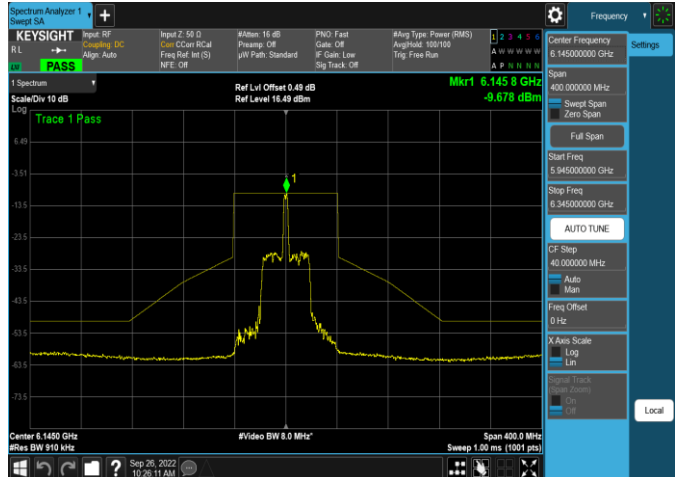 Spectrum Analyzer 1
Swept SA
Frequency
KEYSIGHT
R L
AW
PASS
Input: RF
Coupling: DC
Align: Auto
Input Z: 50 Ω
Corr CCorr RCal
Freq Ref: Int (S)
NFE: Off
#Atten: 16 dB
Preamp: Off
µW Path: Standard
PNO: Fast
Gate: Off
IF Gain: Low
Sig Track: Off
#Avg Type: Power (RMS)
Avg|Hold: 100/100
Trig: Free Run
1 2 3 4 5 6
A W W W W W
A P N N N N
1 Spectrum
Scale/Div 10 dB
Log
Ref Lvl Offset 0.49 dB
Ref Level 16.49 dBm
Mkr1 6.145 8 GHz
-9.678 dBm
Trace 1 Pass
1
6.49
-3.51
-13.5
-23.5
-33.5
-43.5
-53.5
-63.5
-73.5
Center 6.1450 GHz
#Res BW 910 kHz
#Video BW 8.0 MHz*
Span 400.0 MHz
Sweep 1.00 ms (1001 pts)
Center Frequency
6.145000000 GHz
Settings
Span
400.000000 MHz
Swept Span
Zero Span
Full Span
Start Freq
5.945000000 GHz
Stop Freq
6.345000000 GHz
AUTO TUNE
CF Step
40.000000 MHz
Auto
Man
Freq Offset
0 Hz
X Axis Scale
Log
Lin
Signal Track
(Span Zoom)
On
Off
Local
?
Sep 26, 2022
10:26:11 AM